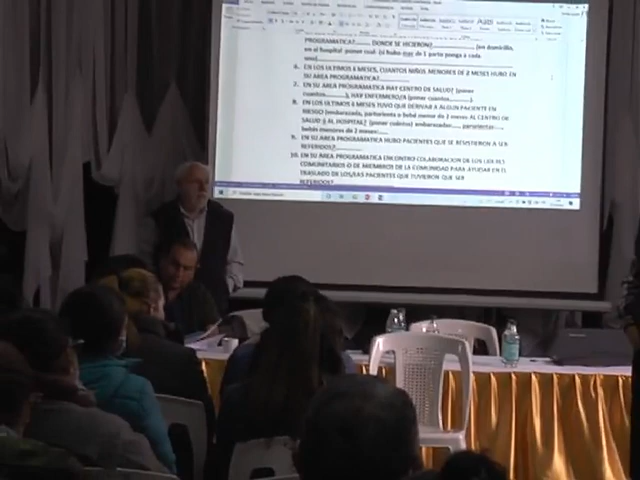 PROGRAMATICA?......... DONDE SE HICIERON?................(en domicilio,
en el hospital poner cual: (si hubo mas de 1 parto ponga a cada
uno)
6. EN LOS ULTIMOS 6 MESES, CUANTOS NIÑOS MENORES DE 2 MESES HUBO EN
SU AREA PROGRAMATICA?
7. EN SU AREA PROGRAMATICA HAY CENTRO DE SALUD? (poner
cuantos..........), HAY ENFERMERO/A (poner cuantos..........).
8. EN LOS ULTIMOS 6 MESES TUVO QUE DERIVAR A ALGUN PACIENTE EN
RIESGO (embarazada, parturienta o bebé menor de 2 meses AL CENTRO DE
SALUD o AL HOSPITAL? (poner cuántos) embarazadas:..... parturientas:.....
bebés menores de 2 meses:.....
9. EN SU AREA PROGRAMATICA HUBO PACIENTES QUE SE RESISTIERON A SER
REFERIDOS?
10. EN SU AREA PROGRAMATICA ENCONTRO COLABORACION DE LOS LIDERES
COMUNITARIOS O DE MIEMBROS DE LA COMUNIDAD PARA AYUDAR EN EL
TRASLADO DE LOS/LAS PACIENTES QUE TUVIERON QUE SER
REFERIDOS?